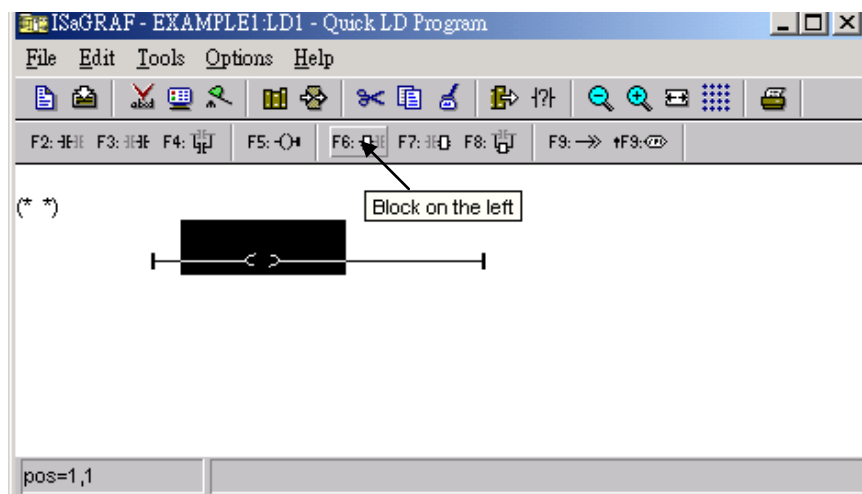 ISaGRAF - EXAMPLE1:LD1 - Quick LD Program
File Edit Tools Options Help
F2: F3: F4: F5: F6: F7: F8: F9: F9:
Block on the left
(* *)
pos=1,1